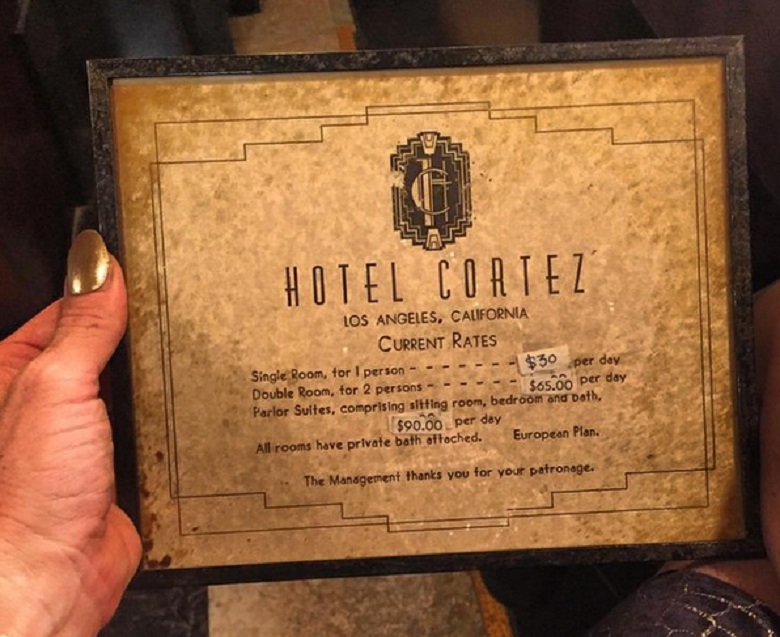 HOTEL CORTEZ
LOS ANGELES, CALIFORNIA
CURRENT RATES
Single Room, for 1 person - - - - - - - $30 per day
Double Room, for 2 persons - - - - - - $65.00 per day
Parlor Suites, comprising sitting room, bedroom and bath,
$90.00 per day
All rooms have private bath attached. European Plan.
The Management thanks you for your patronage.